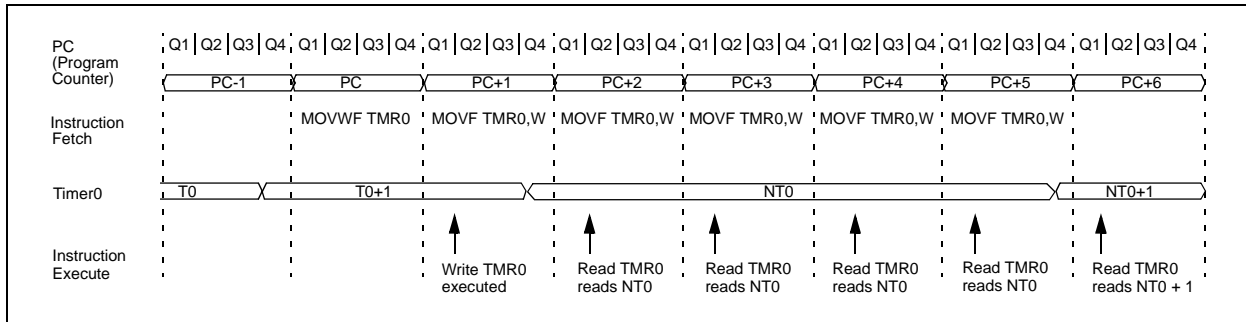 PC (Program Counter)
Q1 Q2 Q3 Q4 Q1 Q2 Q3 Q4 Q1 Q2 Q3 Q4 Q1 Q2 Q3 Q4 Q1 Q2 Q3 Q4 Q1 Q2 Q3 Q4 Q1 Q2 Q3 Q4 Q1 Q2 Q3 Q4
PC-1 PC PC+1 PC+2 PC+3 PC+4 PC+5 PC+6
Instruction Fetch
MOVWF TMR0 MOVF TMR0,W MOVF TMR0,W MOVF TMR0,W MOVF TMR0,W MOVF TMR0,W
Timer0
T0 T0+1 NT0 NT0+1
Instruction Execute
Write TMR0 executed
Read TMR0 reads NT0
Read TMR0 reads NT0
Read TMR0 reads NT0
Read TMR0 reads NT0
Read TMR0 reads NT0 + 1